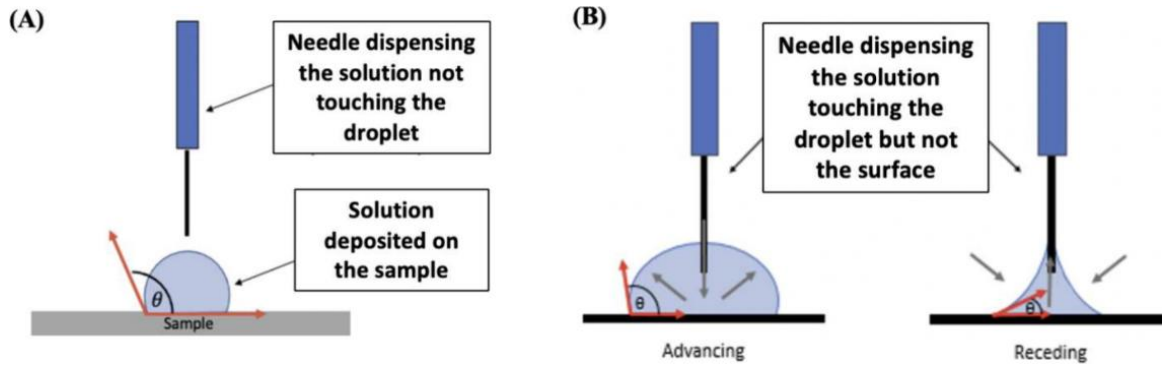 (A)
Needle dispensing
the solution not
touching the
droplet
Solution
deposited on
the sample
θ
Sample
(B)
Needle dispensing
the solution
touching the
droplet but not
the surface
θ
θ
Advancing
Receding